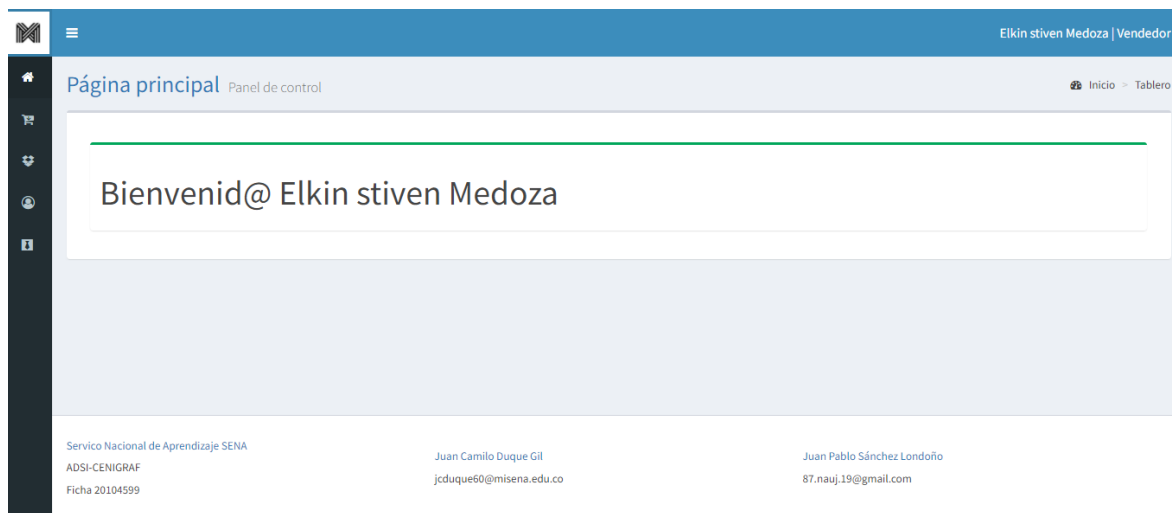 Elkin stiven Medoza | Vendedor
Página principal Panel de control
Inicio > Tablero
Bienvenid@ Elkin stiven Medoza
Servico Nacional de Aprendizaje SENA
ADSI-CENIGRAF
Ficha 20104599
Juan Camilo Duque Gil
jcduque60@misena.edu.co
Juan Pablo Sánchez Londoño
87.nauj.19@gmail.com